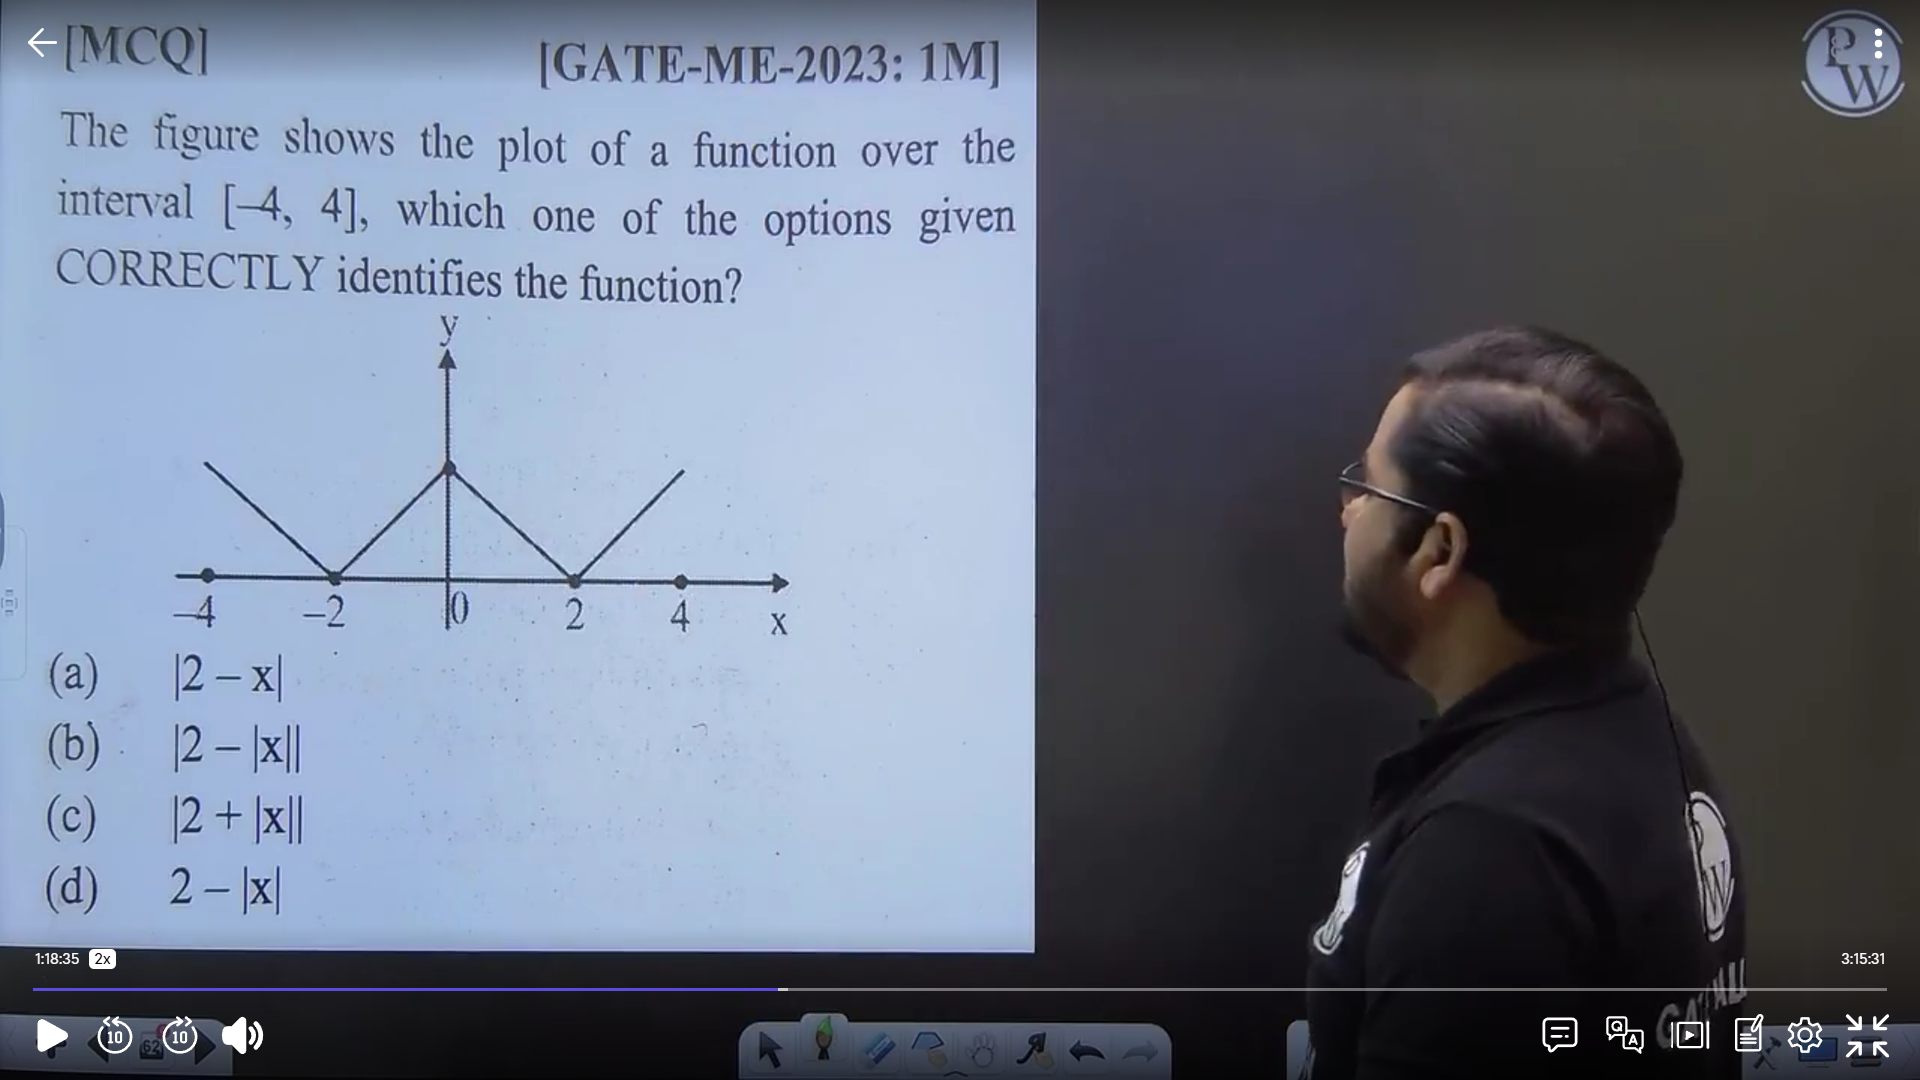 [MCQ]
[GATE-ME-2023: 1M]
PW
The figure shows the plot of a function over the
interval [–4, 4], which one of the options given
CORRECTLY identifies the function?
y
–4 –2 0 2 4 x
(a) |2 – x|
(b) |2 – |x||
(c) |2 + |x||
(d) 2 – |x|
1:18:35 2x
3:15:31
10 10
62
Q A